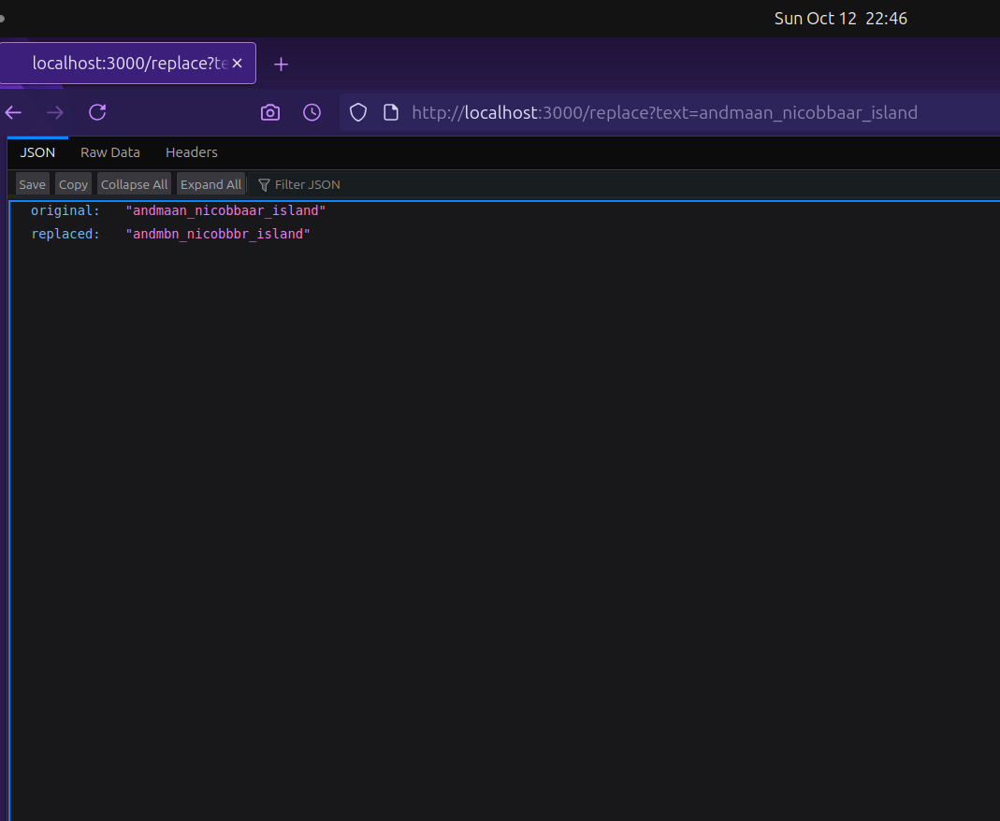 Sun Oct 12 22:46
localhost:3000/replace?te
http://localhost:3000/replace?text=andmaan_nicobbaar_island
JSON Raw Data Headers
Save Copy Collapse All Expand All Filter JSON
original: "andmaan_nicobbaar_island"
replaced: "andmbn_nicobbbr_island"